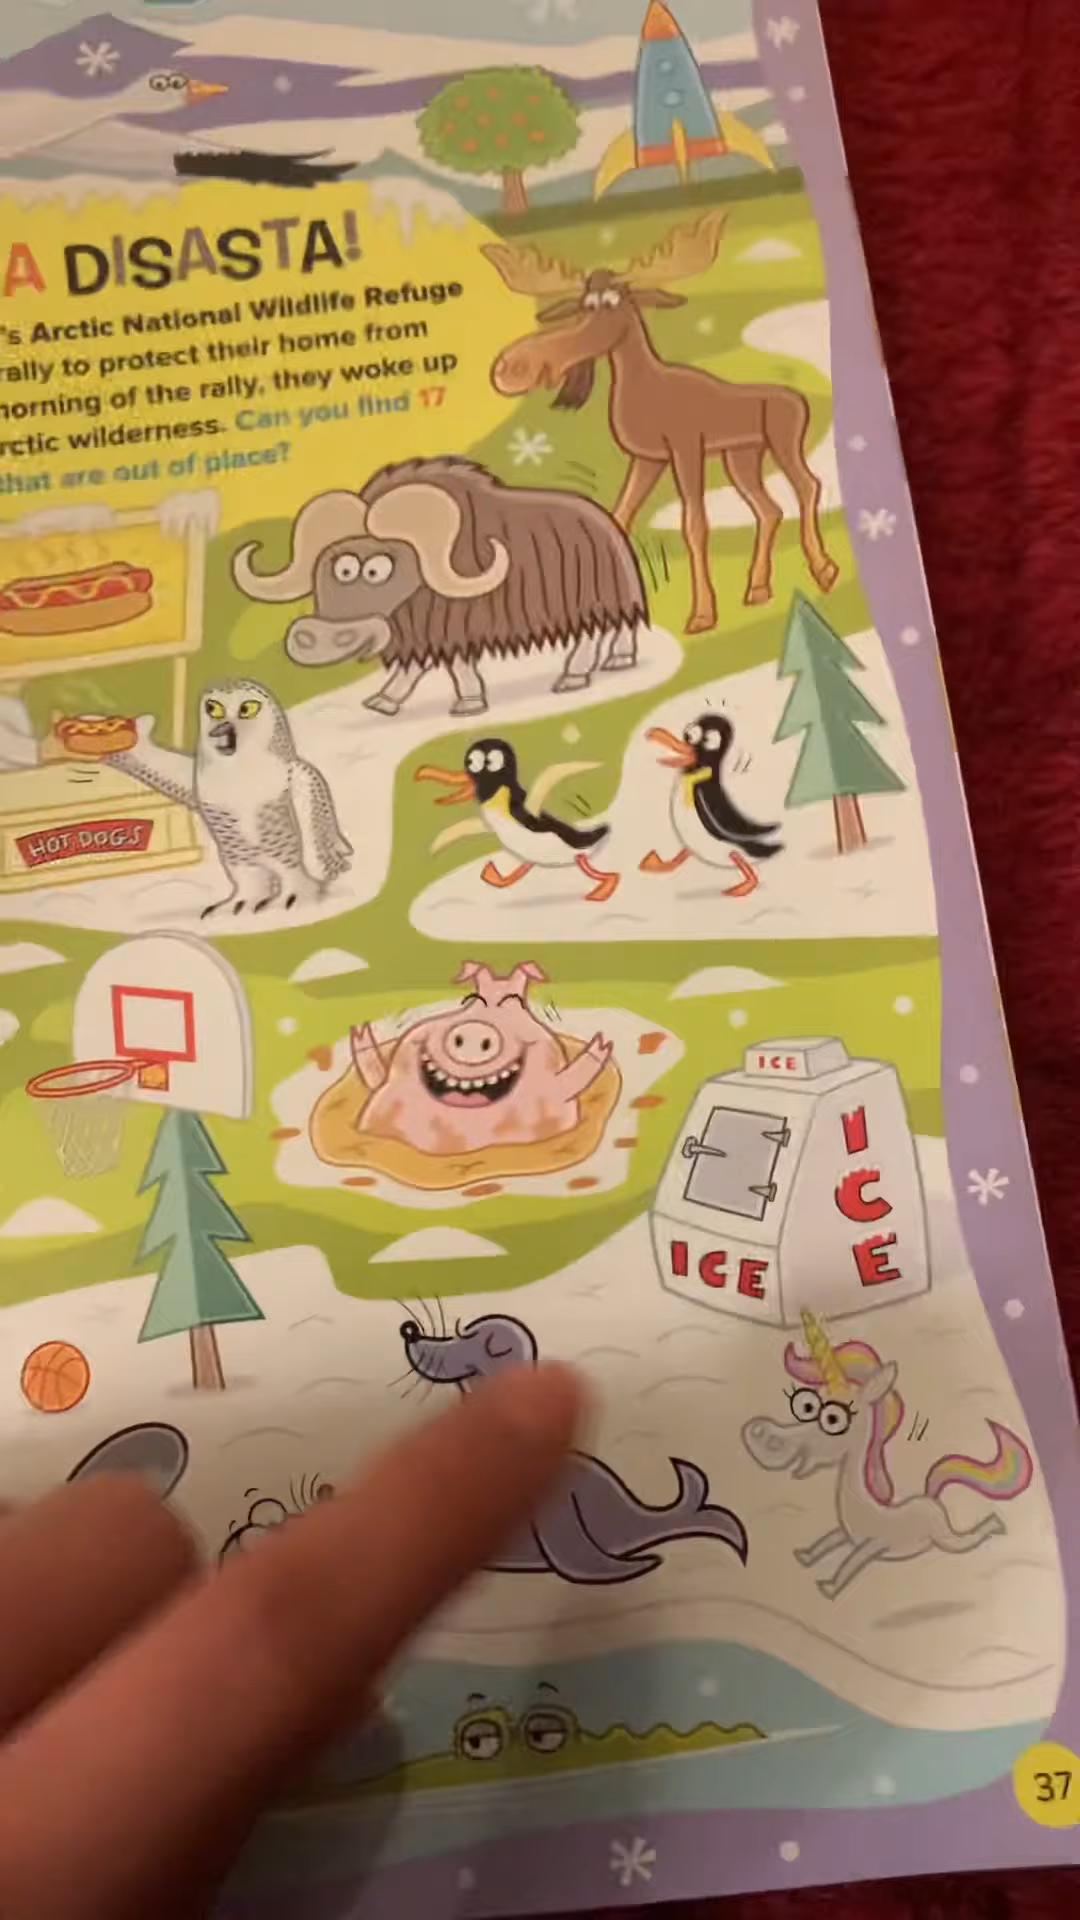 A DISASTA!
's Arctic National Wildlife Refuge
rally to protect their home from
morning of the rally, they woke up
rctic wilderness. Can you find 17
that are out of place?
HOT DOGS
ICE
ICE
ICE
37